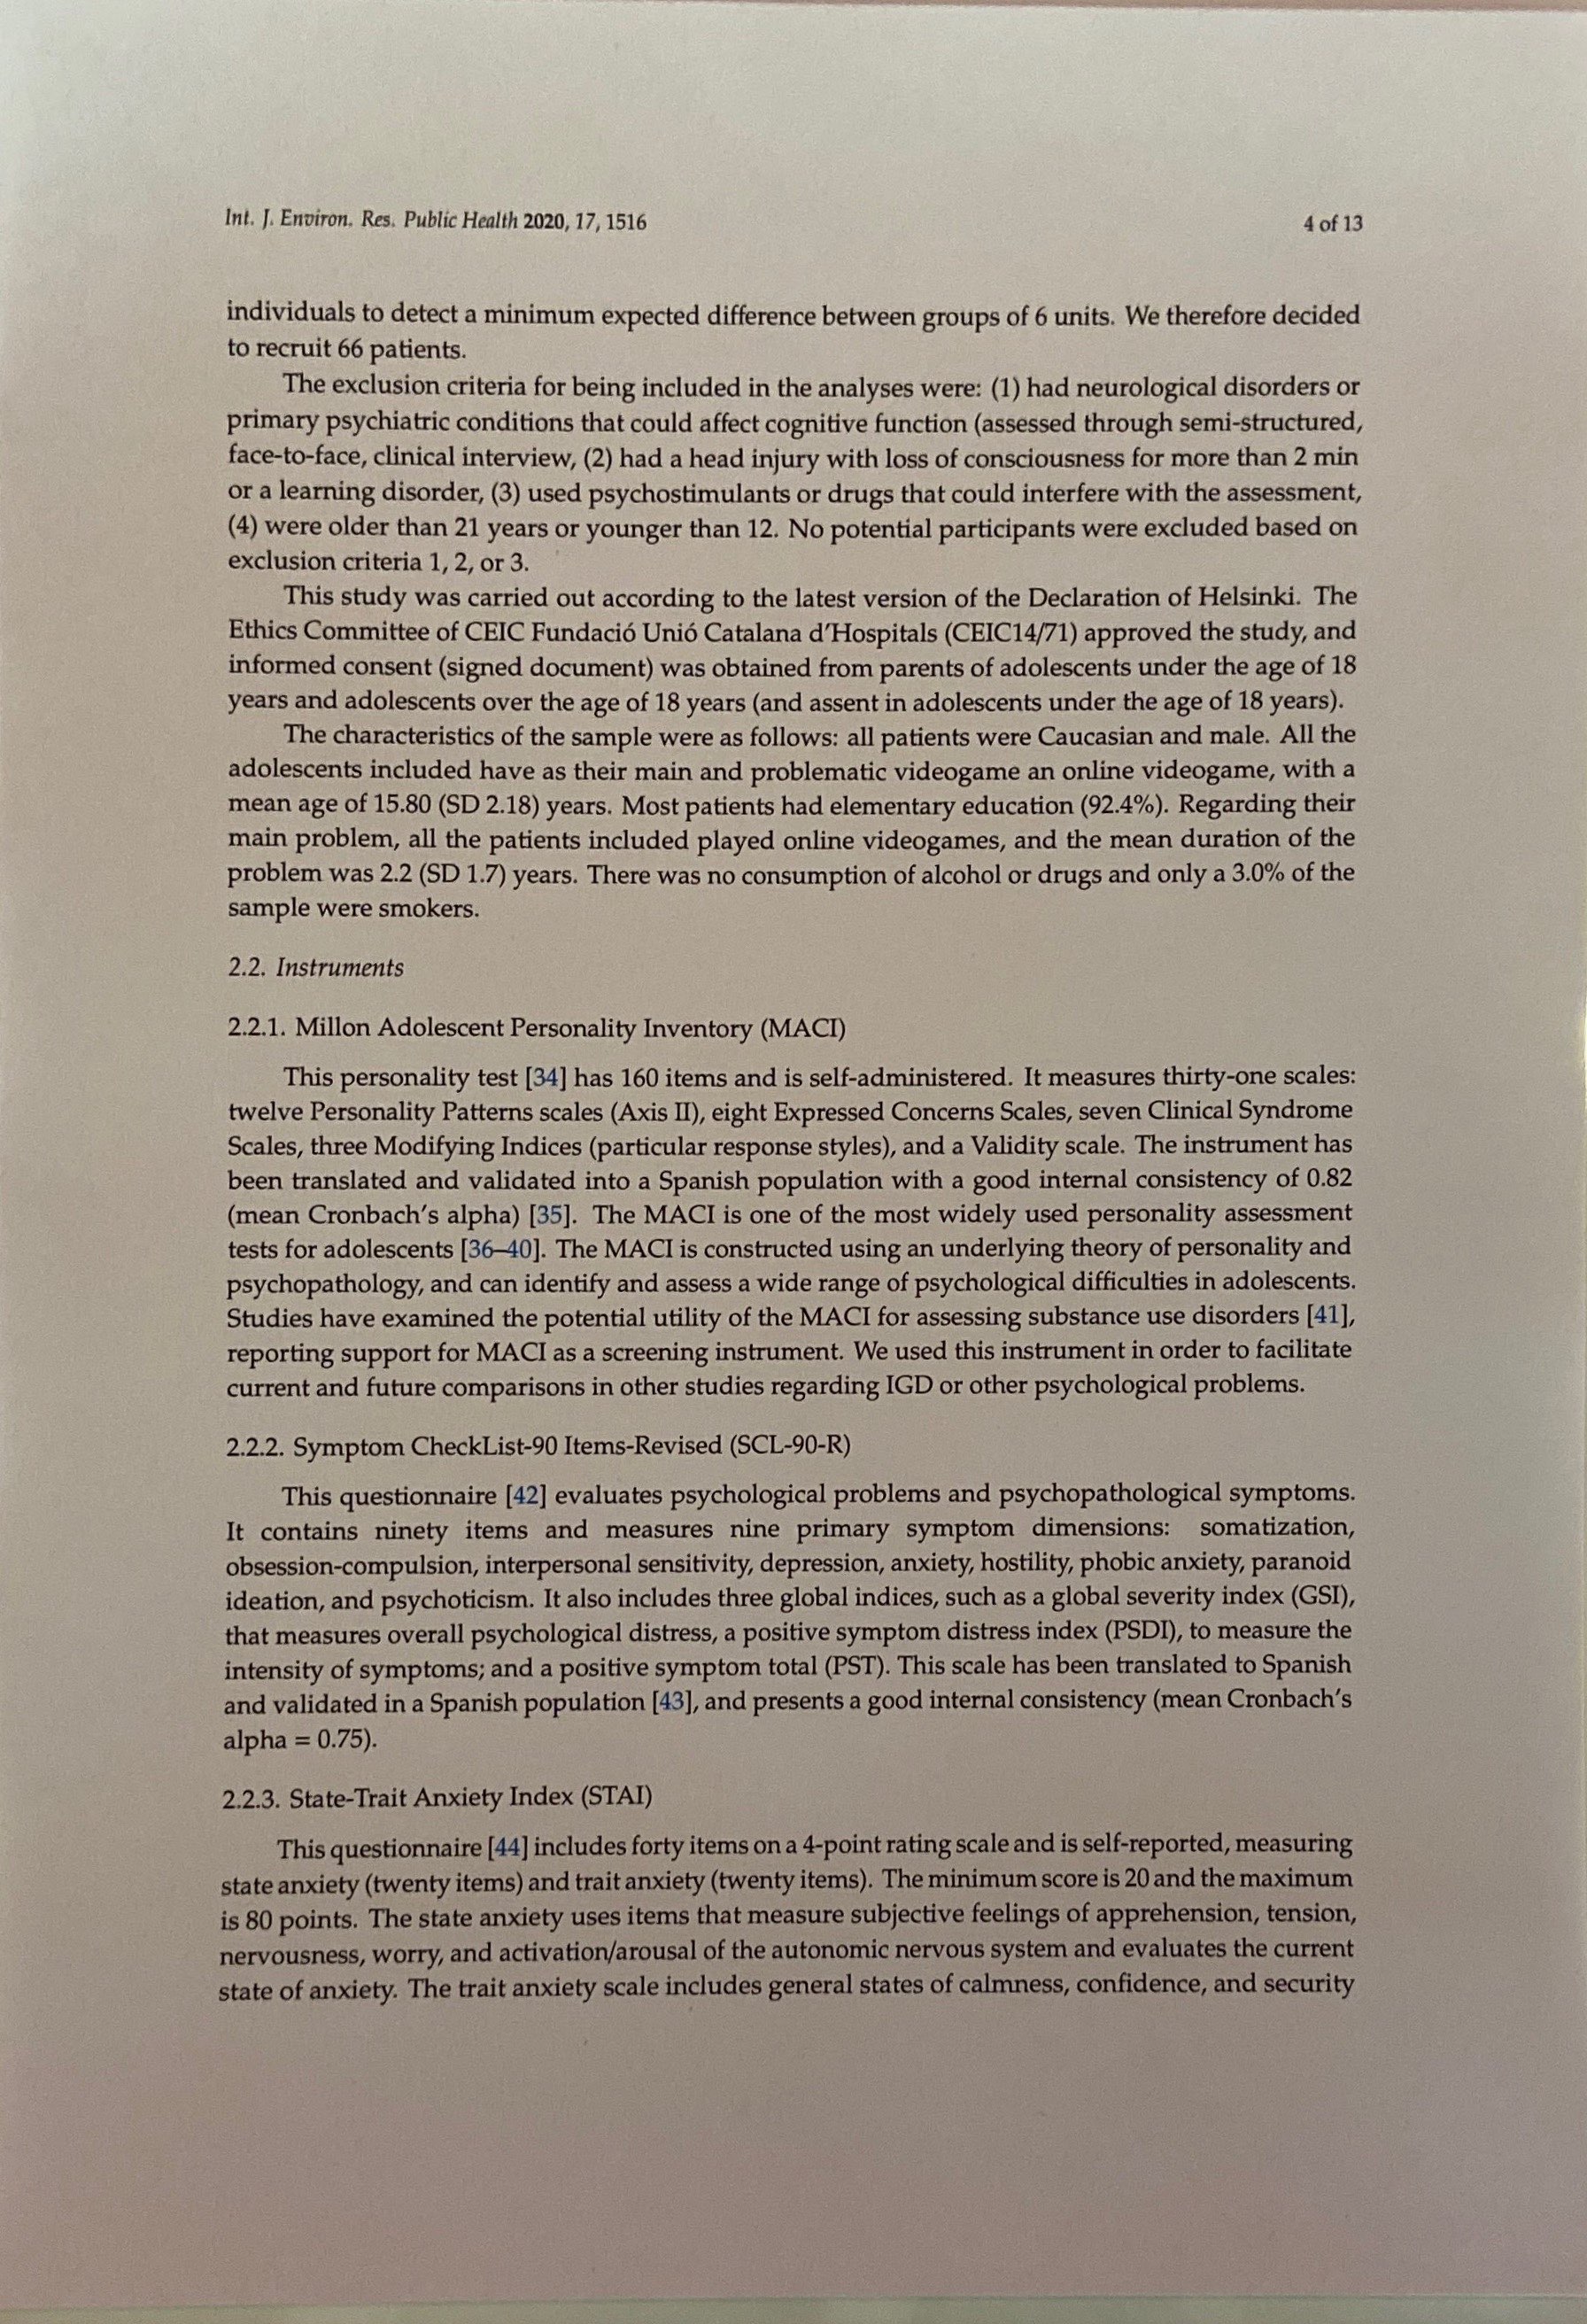 Int. J. Environ. Res. Public Health 2020, 17, 1516
4 of 13
individuals to detect a minimum expected difference between groups of 6 units. We therefore decided
to recruit 66 patients.
The exclusion criteria for being included in the analyses were: (1) had neurological disorders or
primary psychiatric conditions that could affect cognitive function (assessed through semi-structured,
face-to-face, clinical interview, (2) had a head injury with loss of consciousness for more than 2 min
or a learning disorder, (3) used psychostimulants or drugs that could interfere with the assessment,
(4) were older than 21 years or younger than 12. No potential participants were excluded based on
exclusion criteria 1, 2, or 3.
This study was carried out according to the latest version of the Declaration of Helsinki. The
Ethics Committee of CEIC Fundació Unió Catalana d'Hospitals (CEIC14/71) approved the study, and
informed consent (signed document) was obtained from parents of adolescents under the age of 18
years and adolescents over the age of 18 years (and assent in adolescents under the age of 18 years).
The characteristics of the sample were as follows: all patients were Caucasian and male. All the
adolescents included have as their main and problematic videogame an online videogame, with a
mean age of 15.80 (SD 2.18) years. Most patients had elementary education (92.4%). Regarding their
main problem, all the patients included played online videogames, and the mean duration of the
problem was 2.2 (SD 1.7) years. There was no consumption of alcohol or drugs and only a 3.0% of the
sample were smokers.
2.2. Instruments
2.2.1. Millon Adolescent Personality Inventory (MACI)
This personality test [34] has 160 items and is self-administered. It measures thirty-one scales:
twelve Personality Patterns scales (Axis II), eight Expressed Concerns Scales, seven Clinical Syndrome
Scales, three Modifying Indices (particular response styles), and a Validity scale. The instrument has
been translated and validated into a Spanish population with a good internal consistency of 0.82
(mean Cronbach's alpha) [35]. The MACI is one of the most widely used personality assessment
tests for adolescents [36–40]. The MACI is constructed using an underlying theory of personality and
psychopathology, and can identify and assess a wide range of psychological difficulties in adolescents.
Studies have examined the potential utility of the MACI for assessing substance use disorders [41],
reporting support for MACI as a screening instrument. We used this instrument in order to facilitate
current and future comparisons in other studies regarding IGD or other psychological problems.
2.2.2. Symptom CheckList-90 Items-Revised (SCL-90-R)
This questionnaire [42] evaluates psychological problems and psychopathological symptoms.
It contains ninety items and measures nine primary symptom dimensions: somatization,
obsession-compulsion, interpersonal sensitivity, depression, anxiety, hostility, phobic anxiety, paranoid
ideation, and psychoticism. It also includes three global indices, such as a global severity index (GSI),
that measures overall psychological distress, a positive symptom distress index (PSDI), to measure the
intensity of symptoms; and a positive symptom total (PST). This scale has been translated to Spanish
and validated in a Spanish population [43], and presents a good internal consistency (mean Cronbach's
alpha = 0.75).
2.2.3. State-Trait Anxiety Index (STAI)
This questionnaire [44] includes forty items on a 4-point rating scale and is self-reported, measuring
state anxiety (twenty items) and trait anxiety (twenty items). The minimum score is 20 and the maximum
is 80 points. The state anxiety uses items that measure subjective feelings of apprehension, tension,
nervousness, worry, and activation/arousal of the autonomic nervous system and evaluates the current
state of anxiety. The trait anxiety scale includes general states of calmness, confidence, and security